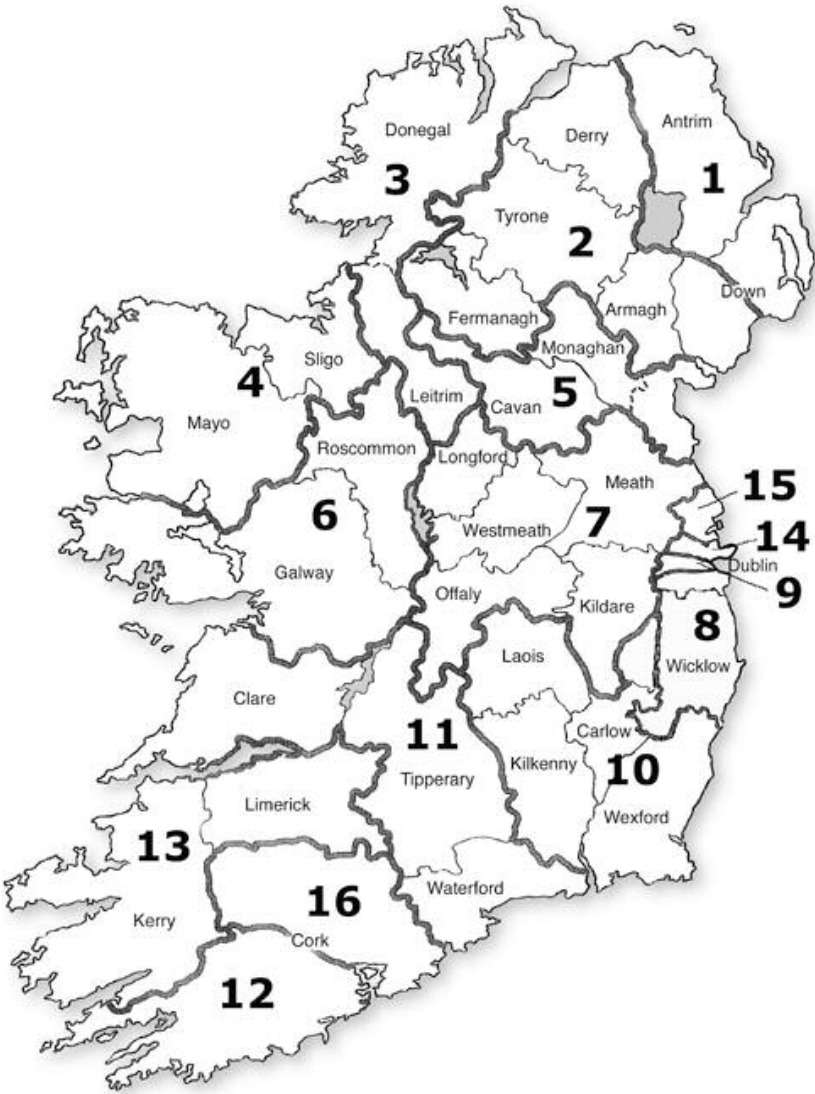 Antrim
Donegal
Derry
3
1
Tyrone
2
Down
Armagh
Fermanagh
Monaghan
Sligo
4
5
Leitrim
Cavan
Mayo
Roscommon
Longford
Meath
15
6
7
Westmeath
14
Dublin
Galway
Offaly
9
Kildare
8
Laois
Wicklow
Clare
11
Carlow
Kilkenny
10
Tipperary
Limerick
Wexford
13
Waterford
16
Kerry
Cork
12